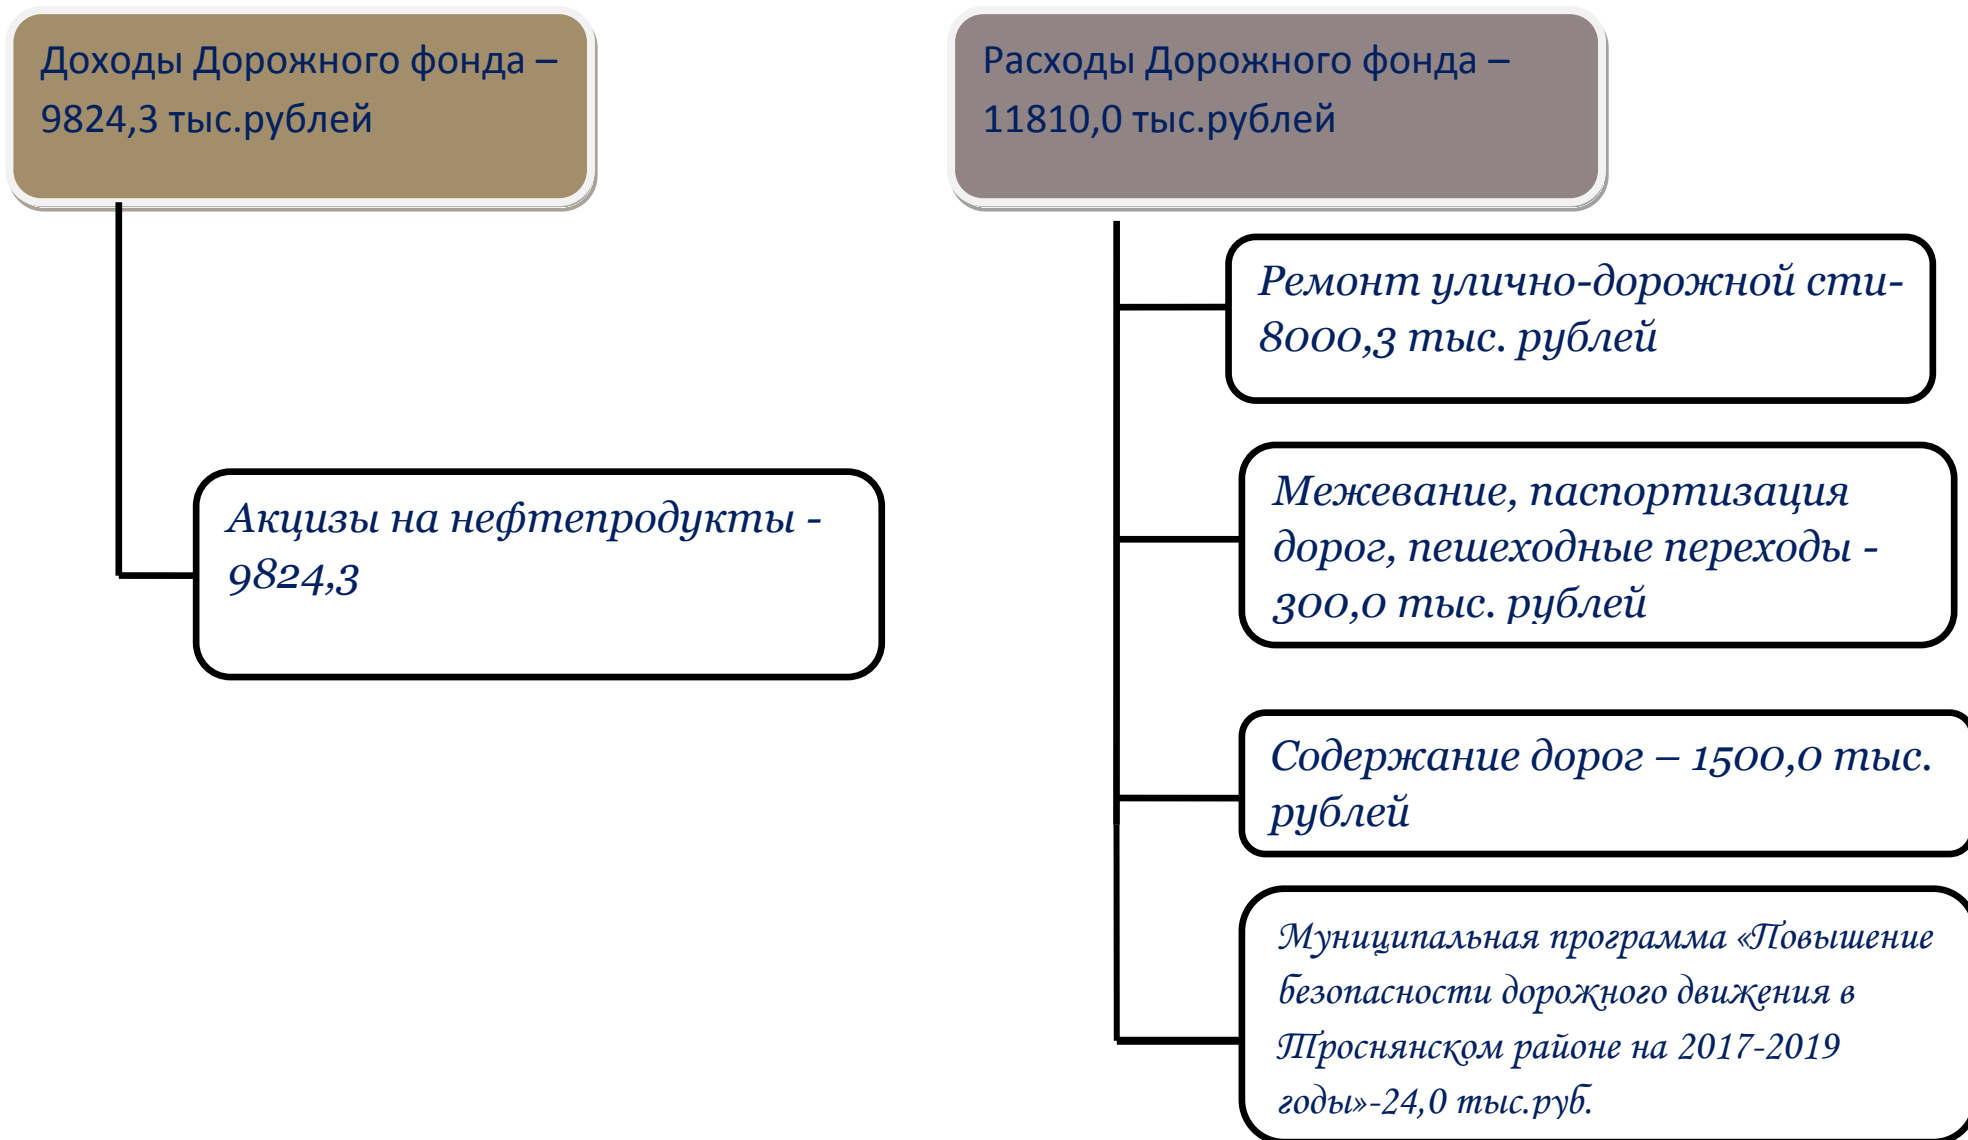 Доходы Дорожного фонда –
9824,3 тыс.рублей
Акцизы на нефтепродукты -
9824,3
Расходы Дорожного фонда –
11810,0 тыс.рублей
Ремонт улично-дорожной сти-
8000,3 тыс. рублей
Межевание, паспортизация
дорог, пешеходные переходы -
300,0 тыс. рублей
Содержание дорог – 1500,0 тыс.
рублей
Муниципальная программа «Повышение
безопасности дорожного движения в
Троснянском районе на 2017-2019
годы»-24,0 тыс.руб.